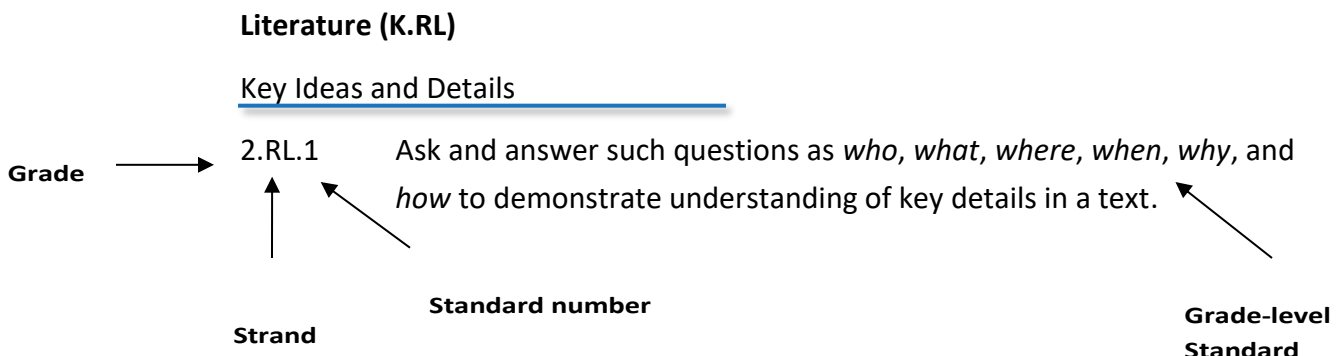 Literature (K.RL)
Key Ideas and Details
2.RL.1 Ask and answer such questions as who, what, where, when, why, and
how to demonstrate understanding of key details in a text.
Grade
Standard number
Strand
Grade-level
Standard